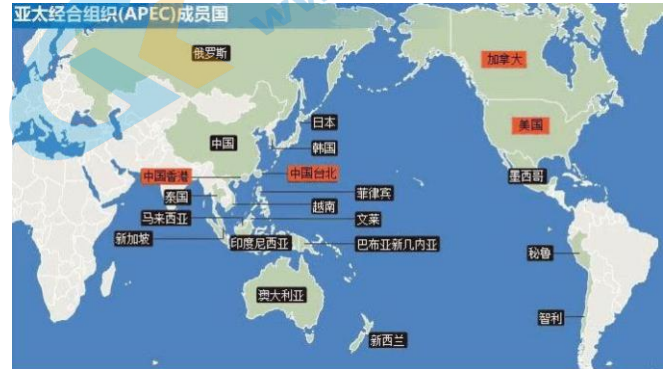 亚太经合组织(APEC)成员国
俄罗斯
加拿大
日本
美国
中国
韩国
中国香港
中国台北
墨西哥
泰国
菲律宾
越南
马来西亚
文莱
新加坡
印度尼西亚
巴布亚新几内亚
秘鲁
澳大利亚
智利
新西兰